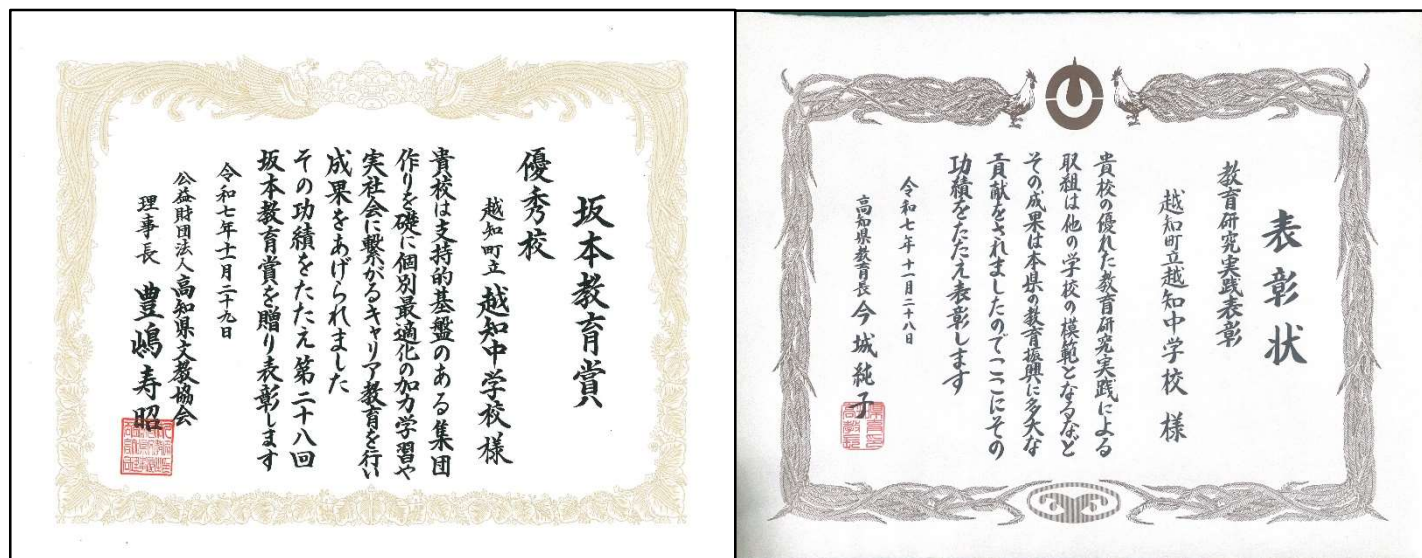 坂本教育賞
優秀校
越知町立 越知中学校 様
貴校は支持的基盤のある集団
作りを礎に個別最適化の加力学習や
実社会に繋がるキャリア教育を行い
成果をあげられました
その功績をたたえ第二十八回
坂本教育賞を贈り表彰します
令和七年十一月二十九日
公益財団法人高知県文教協会
理事長 豊嶋寿昭
表彰状
教育研究実践表彰
越知町立越知中学校 様
貴校の優れた教育研究実践による
取組は他の学校の模範となるなど
その成果は本県の教育振興に多大な
貢献をされましたのでここにその
功績をたたえ表彰します
令和七年十一月二十八日
高知県教育長 今城純子